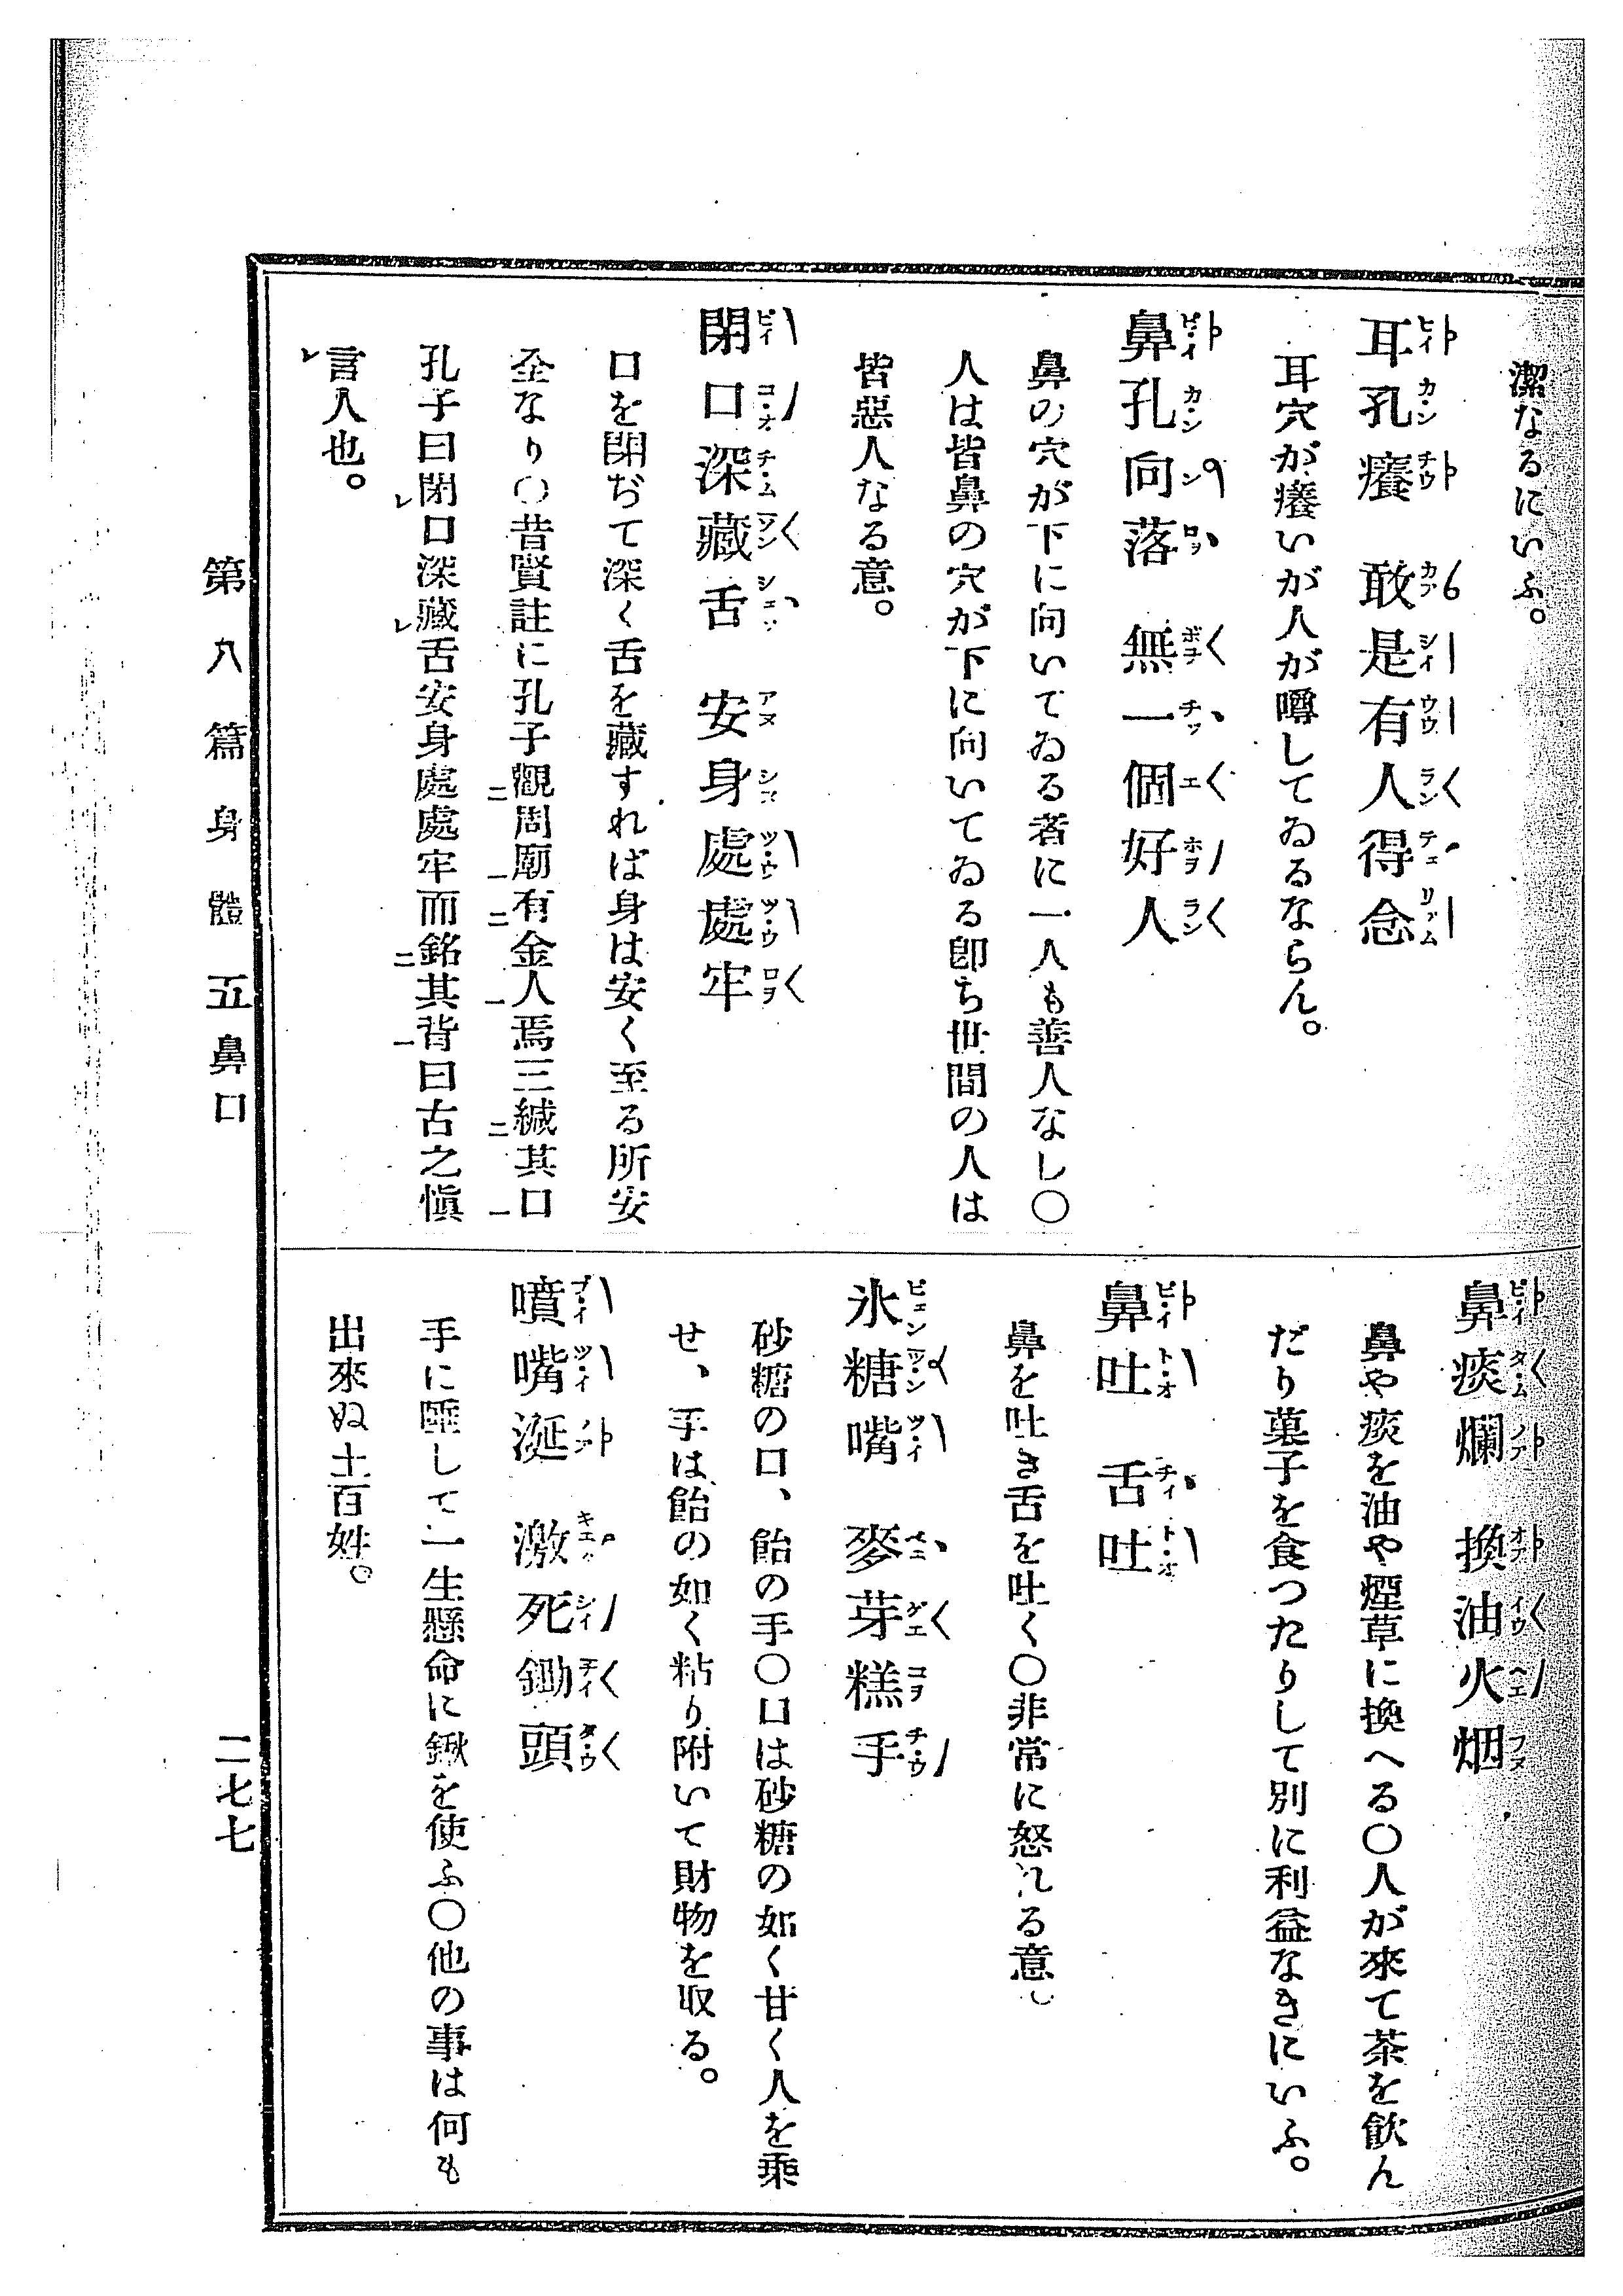 潔なるにいふ。
耳孔癢　敢是有人得念
耳穴が癢いが人が噂してゐるならん。
鼻孔向落　無一個好人
鼻の穴が下に向いてゐる者に一人も善人なし〇
人は皆鼻の穴が下に向いてゐる卽ち世間の人は
皆惡人なる意。
閉口深藏舌　安身處處牢
口を閉ぢて深く舌を藏すれば身は安く至る所安
全なり〇昔賢註に孔子觀周廟有金人焉三緘其口
孔子曰閉口深藏舌安身處處牢而銘其背曰古之愼
言人也。
鼻痰爛　換油火烟
鼻や痰を油や煙草に換へる〇人が來て茶を飮ん
だり菓子を食つたりして別に利益なきにいふ。
鼻吐　舌吐
鼻を吐き舌を吐く〇非常に怒れる意。
氷糖嘴　麥芽糕手
砂糖の口、飴の手〇口は砂糖の如く甘く人を乘
せ、手は飴の如く粘り附いて財物を取る。
噴嘴涎　激死鋤頭
手に唾して一生懸命に鍬を使ふ〇他の事は何も
出來ぬ土百姓。
第八篇 身體 五鼻口
二七七